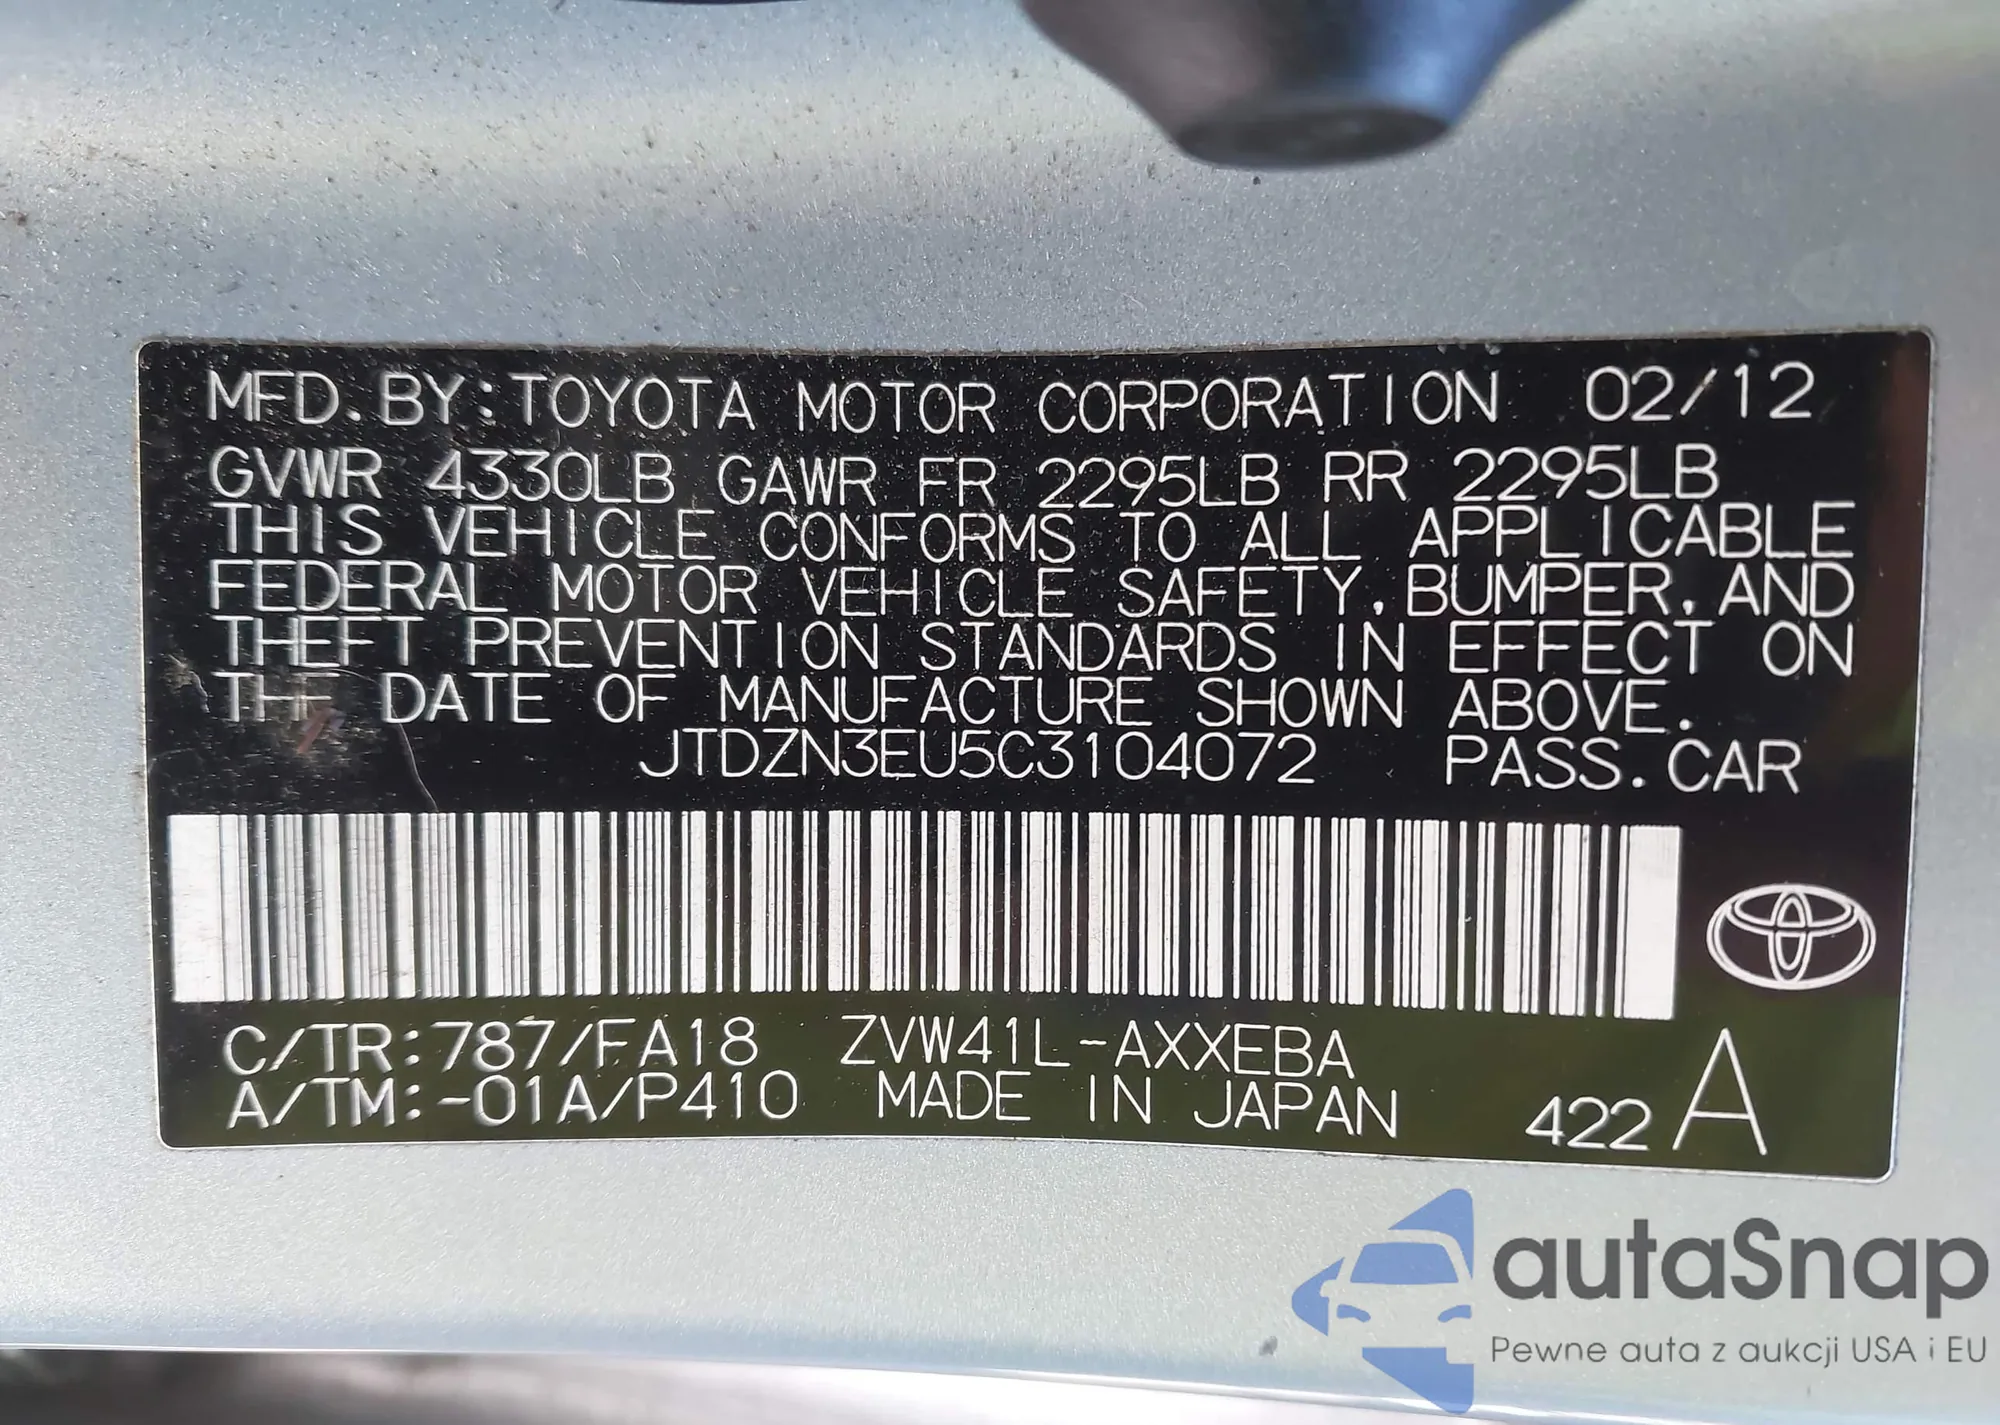 MFD. BY: TOYOTA MOTOR CORPORATION 02/12
GVWR 4330LB GAWR FR 2295LB RR 2295LB
THIS VEHICLE CONFORMS TO ALL APPLICABLE
FEDERAL MOTOR VEHICLE SAFETY, BUMPER, AND
THEFT PREVENTION STANDARDS IN EFFECT ON
THE DATE OF MANUFACTURE SHOWN ABOVE.
JTDZN3EU5C3104072 PASS. CAR
C/TR: 787/FA18 ZVW41L-AXXEBA
A/TM: -01A/P410 MADE IN JAPAN 422 A
autaSnap
Pewne auta z aukcji USA i EU